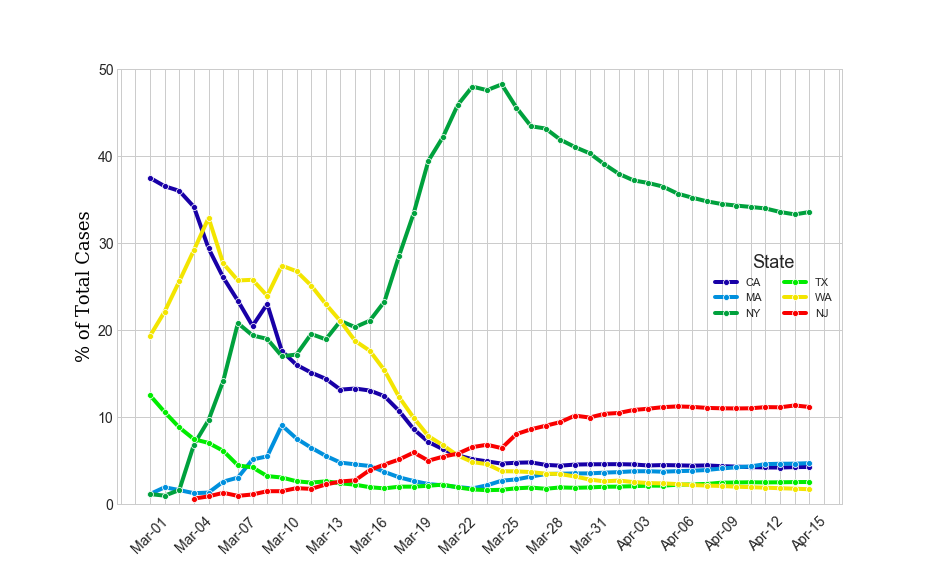 50
40
30
20
10
0
% of Total Cases
State
CA TX
MA WA
NY NJ
Mar-01 Mar-04 Mar-07 Mar-10 Mar-13 Mar-16 Mar-19 Mar-22 Mar-25 Mar-28 Mar-31 Apr-03 Apr-06 Apr-09 Apr-12 Apr-15